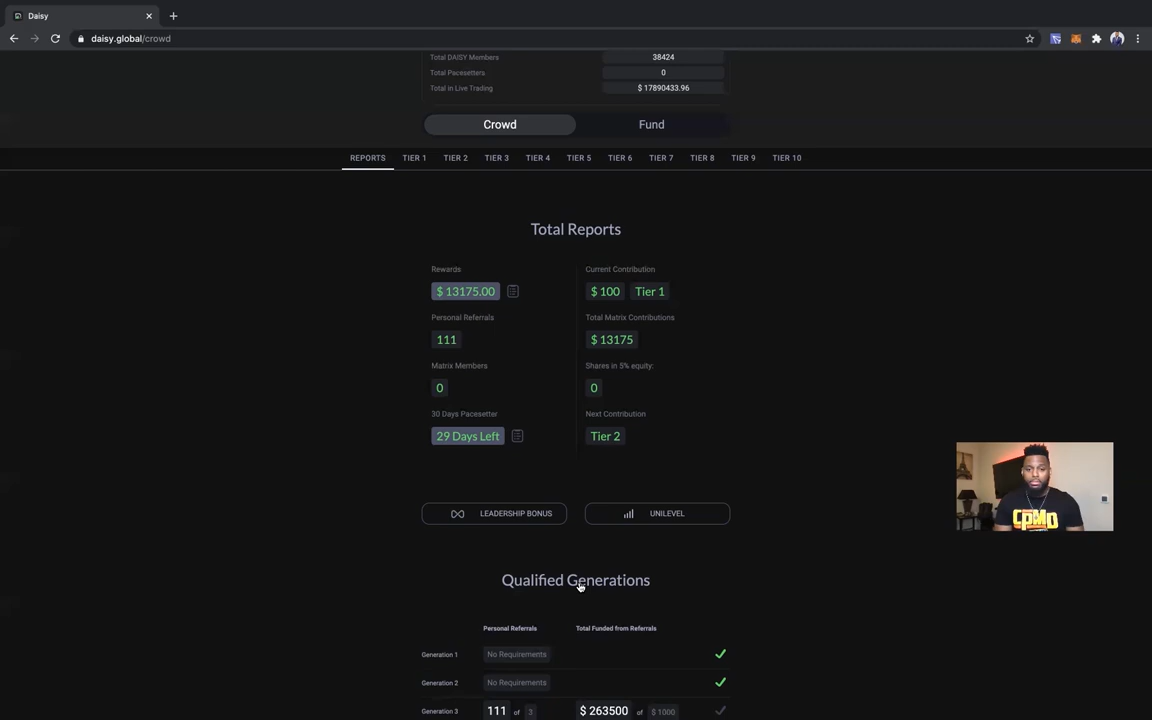 Daisy
daisy.global/crowd
Total DAISY Members 38424
Total Pacesetters 0
Total in Live Trading $ 17890433.96
Crowd Fund
REPORTS TIER 1 TIER 2 TIER 3 TIER 4 TIER 5 TIER 6 TIER 7 TIER 8 TIER 9 TIER 10
Total Reports
Rewards Current Contribution
$ 13175.00 $ 100 Tier 1
Personal Referrals Total Matrix Contributions
111 $ 13175
Matrix Members Shares in 5% equity:
0 0
30 Days Pacesetter Next Contribution
29 Days Left Tier 2
LEADERSHIP BONUS UNILEVEL
Qualified Generations
Personal Referrals Total Funded from Referrals
Generation 1 No Requirements
Generation 2 No Requirements
Generation 3 111 of 3 $ 263500 of $ 1000
CPMD